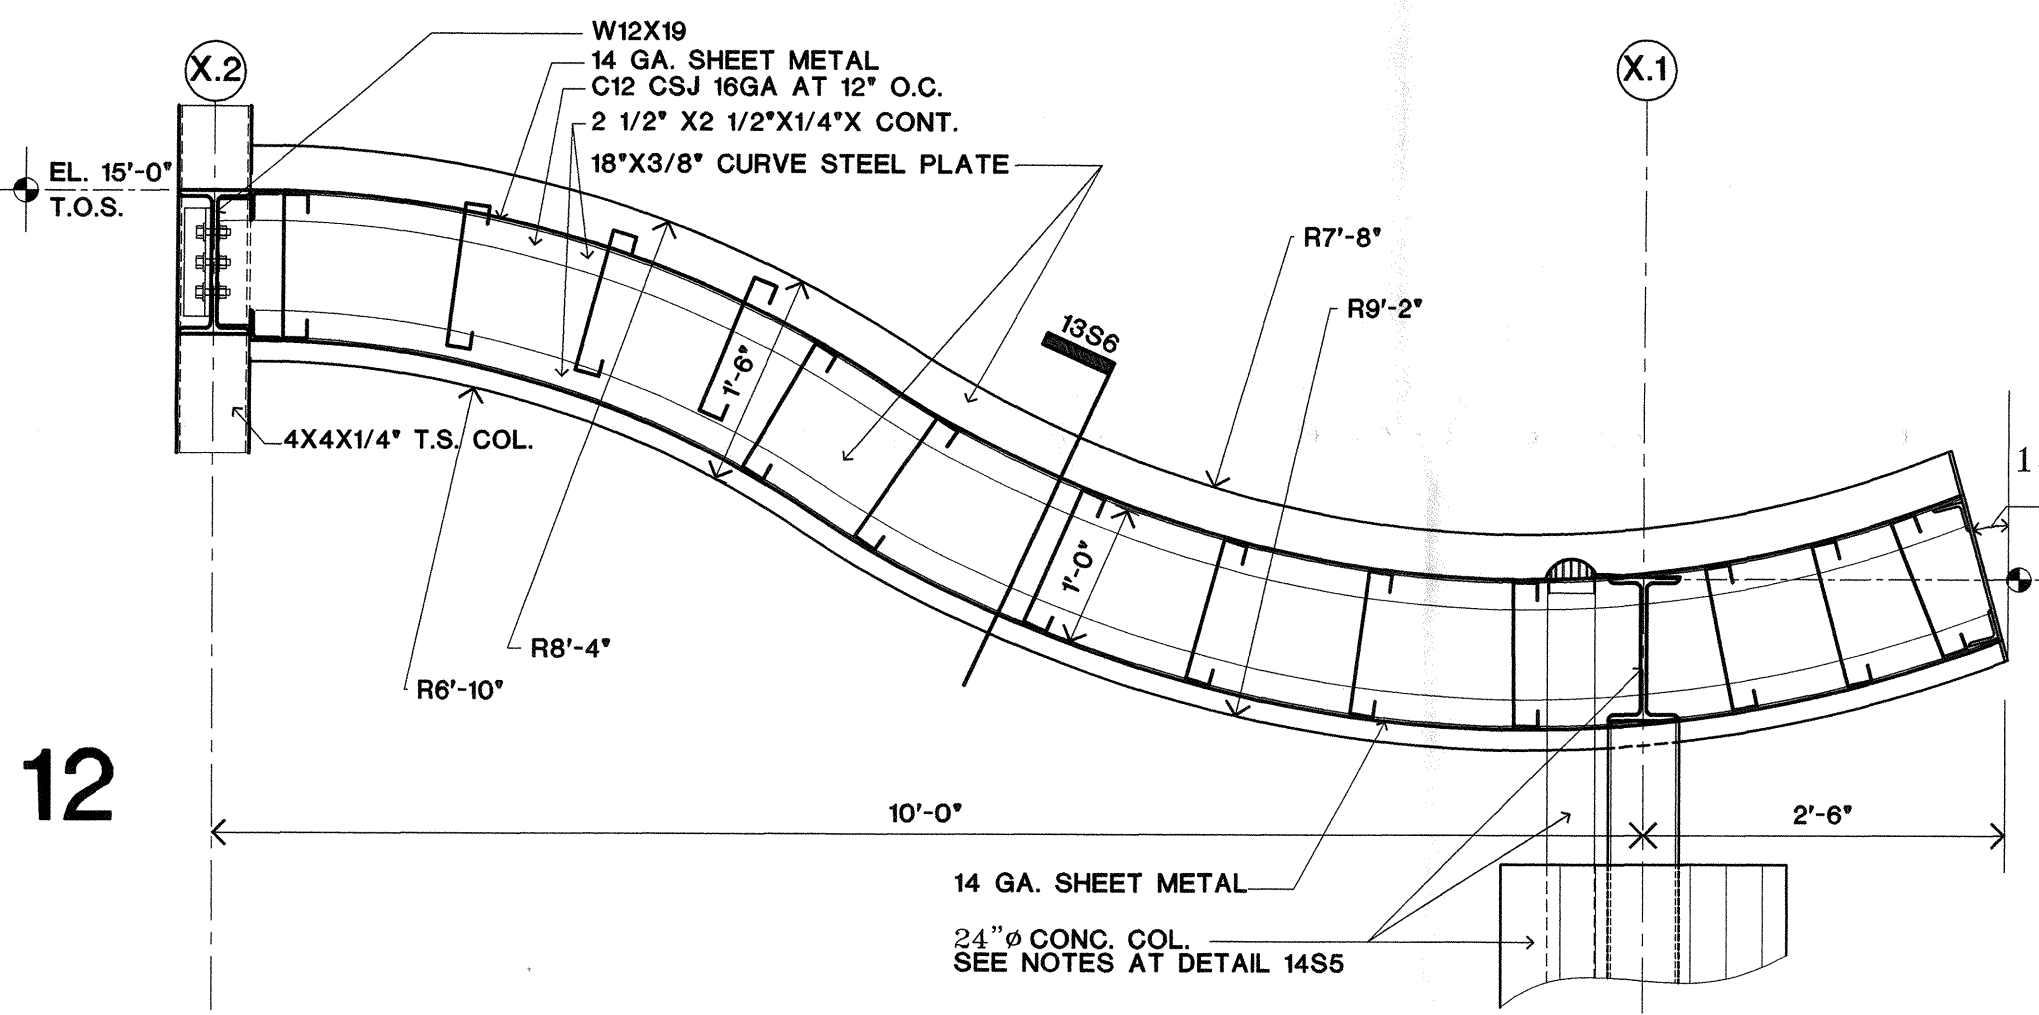 W12X19
X.2
14 GA. SHEET METAL
X.1
C12 CSJ 16GA AT 12" O.C.
2 1/2" X2 1/2"X1/4"X CONT.
18"X3/8" CURVE STEEL PLATE
EL. 15'-0"
T.O.S.
R7'-8"
R9'-2"
13S6
1'-6"
4X4X1/4" T.S. COL.
1
1'-0"
R8'-4"
R6'-10"
12
10'-0"
2'-6"
14 GA. SHEET METAL
24"ø CONC. COL.
SEE NOTES AT DETAIL 14S5